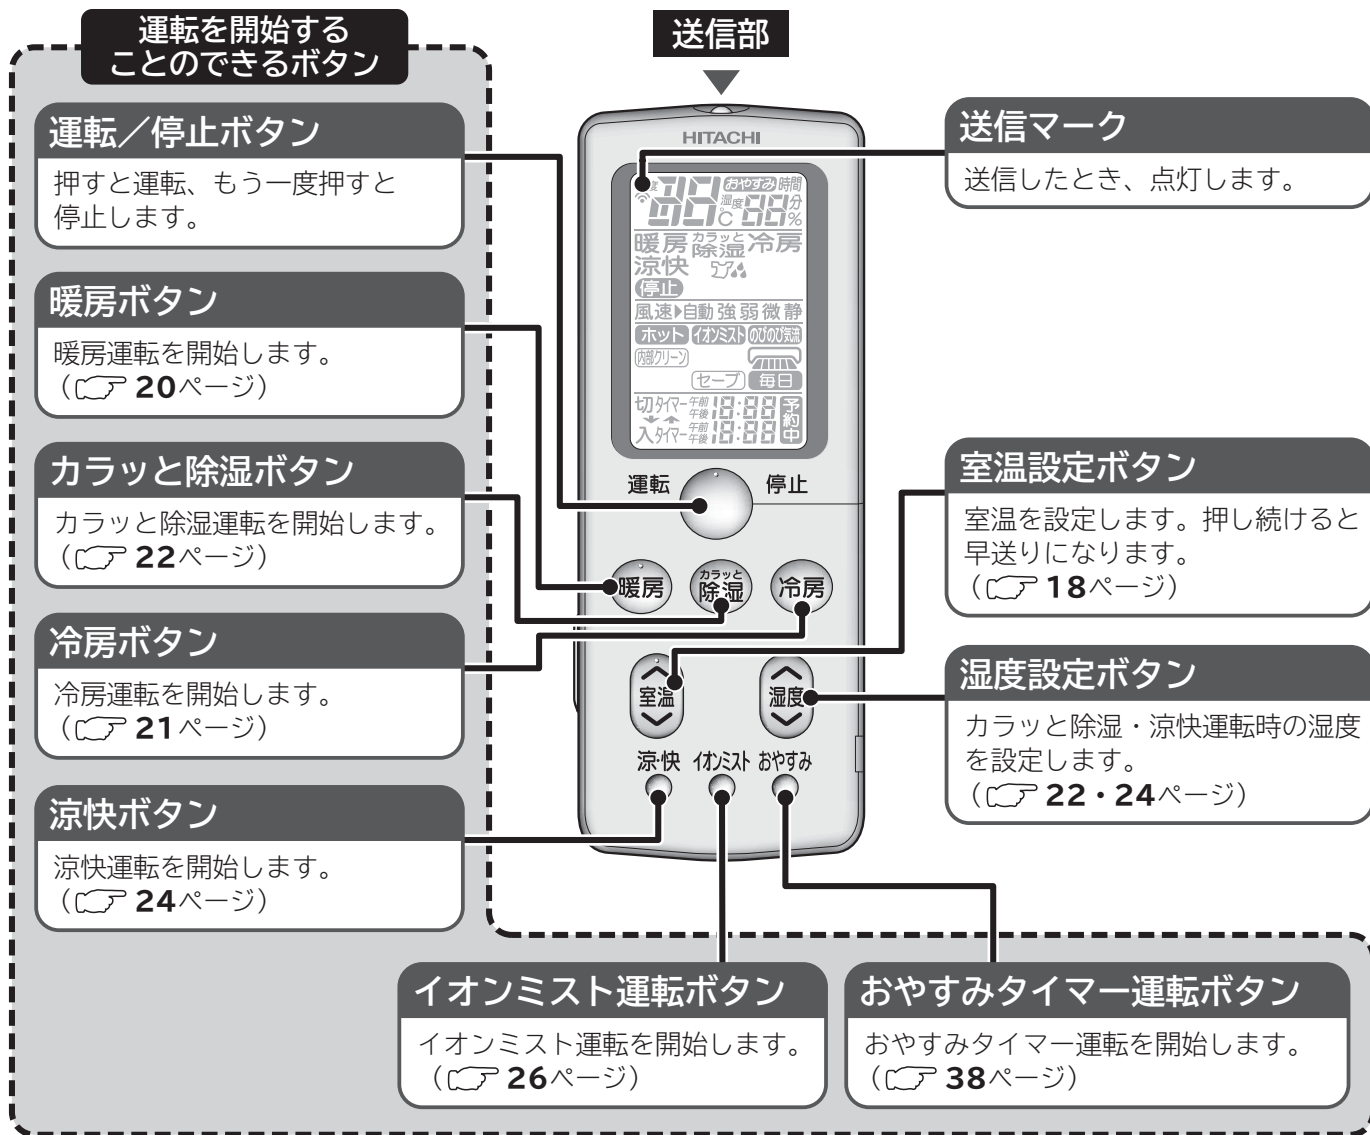 運転を開始する
ことのできるボタン
運転／停止ボタン
押すと運転、もう一度押すと
停止します。
暖房ボタン
暖房運転を開始します。
（20ページ）
カラッと除湿ボタン
カラッと除湿運転を開始します。
（22ページ）
冷房ボタン
冷房運転を開始します。
（21ページ）
涼快ボタン
涼快運転を開始します。
（24ページ）
送信部
HITACHI
おやすみ 時間
湿度 88 分
℃ %
暖房 カラッと除湿 冷房
涼快
停止
風速▶自動 強 弱 微 静
ホット イオンミスト のびのび気流
内部クリーン
セーブ 毎日
切タイマー 午前 午後 18:88 予約中
入タイマー 午前 午後 18:88
運転 停止
暖房 カラッと除湿 冷房
室温 湿度
涼・快 イオンミスト おやすみ
送信マーク
送信したとき、点灯します。
室温設定ボタン
室温を設定します。押し続けると
早送りになります。
（18ページ）
湿度設定ボタン
カラッと除湿・涼快運転時の湿度
を設定します。
（22・24ページ）
イオンミスト運転ボタン
イオンミスト運転を開始します。
（26ページ）
おやすみタイマー運転ボタン
おやすみタイマー運転を開始します。
（38ページ）